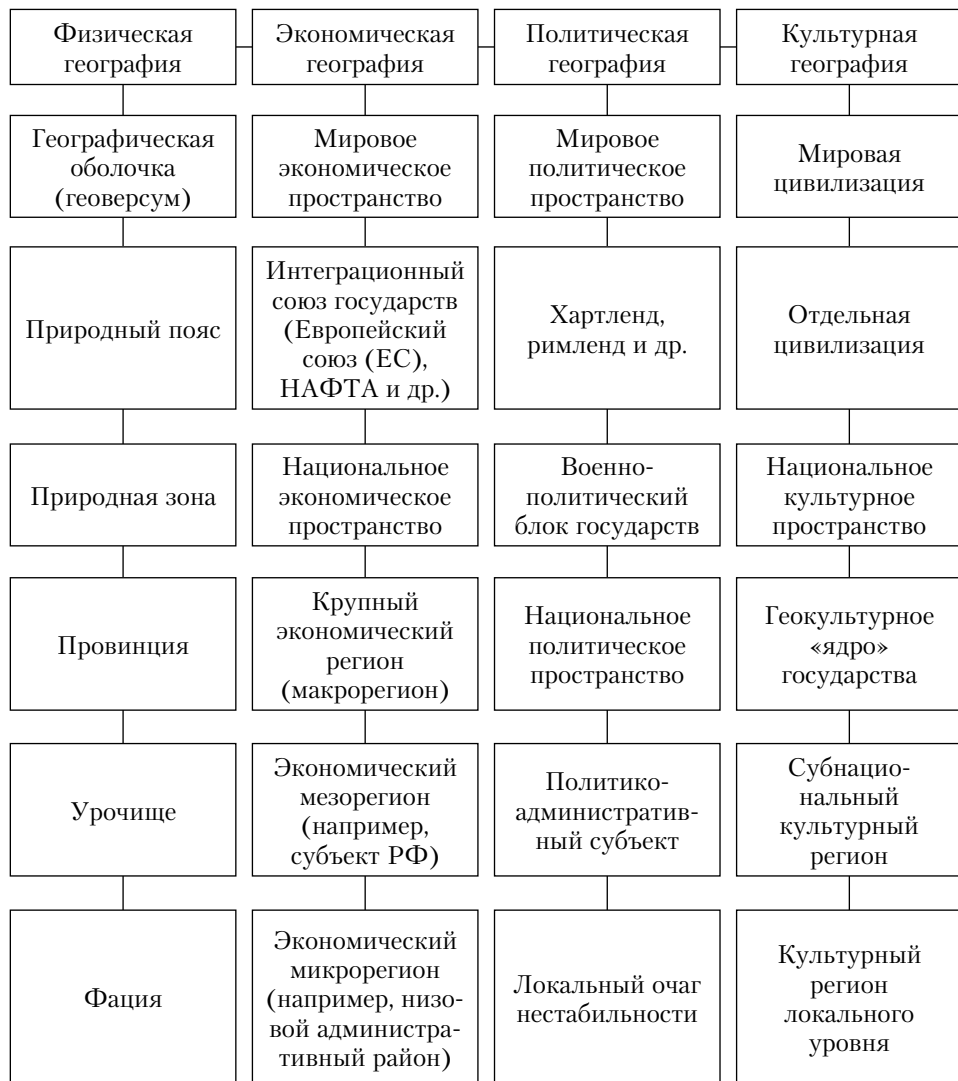 Физическая
география
Экономическая
география
Политическая
география
Культурная
география
Географическая
оболочка
(геоверсум)
Мировое
экономическое
пространство
Мировое
политическое
пространство
Мировая
цивилизация
Природный пояс
Интеграционный
союз государств
(Европейский
союз (ЕС),
НАФТА и др.)
Хартленд,
римленд и др.
Отдельная
цивилизация
Природная зона
Национальное
экономическое
пространство
Военно-
политический
блок государств
Национальное
культурное
пространство
Провинция
Крупный
экономический
регион
(макрорегион)
Национальное
политическое
пространство
Геокультурное
«ядро»
государства
Урочище
Экономический
мезорегион
(например,
субъект РФ)
Политико-
административ-
ный субъект
Субнацио-
нальный
культурный
регион
Фация
Экономический
микрорегион
(например, низо-
вой администра-
тивный район)
Локальный очаг
нестабильности
Культурный
регион
локального
уровня